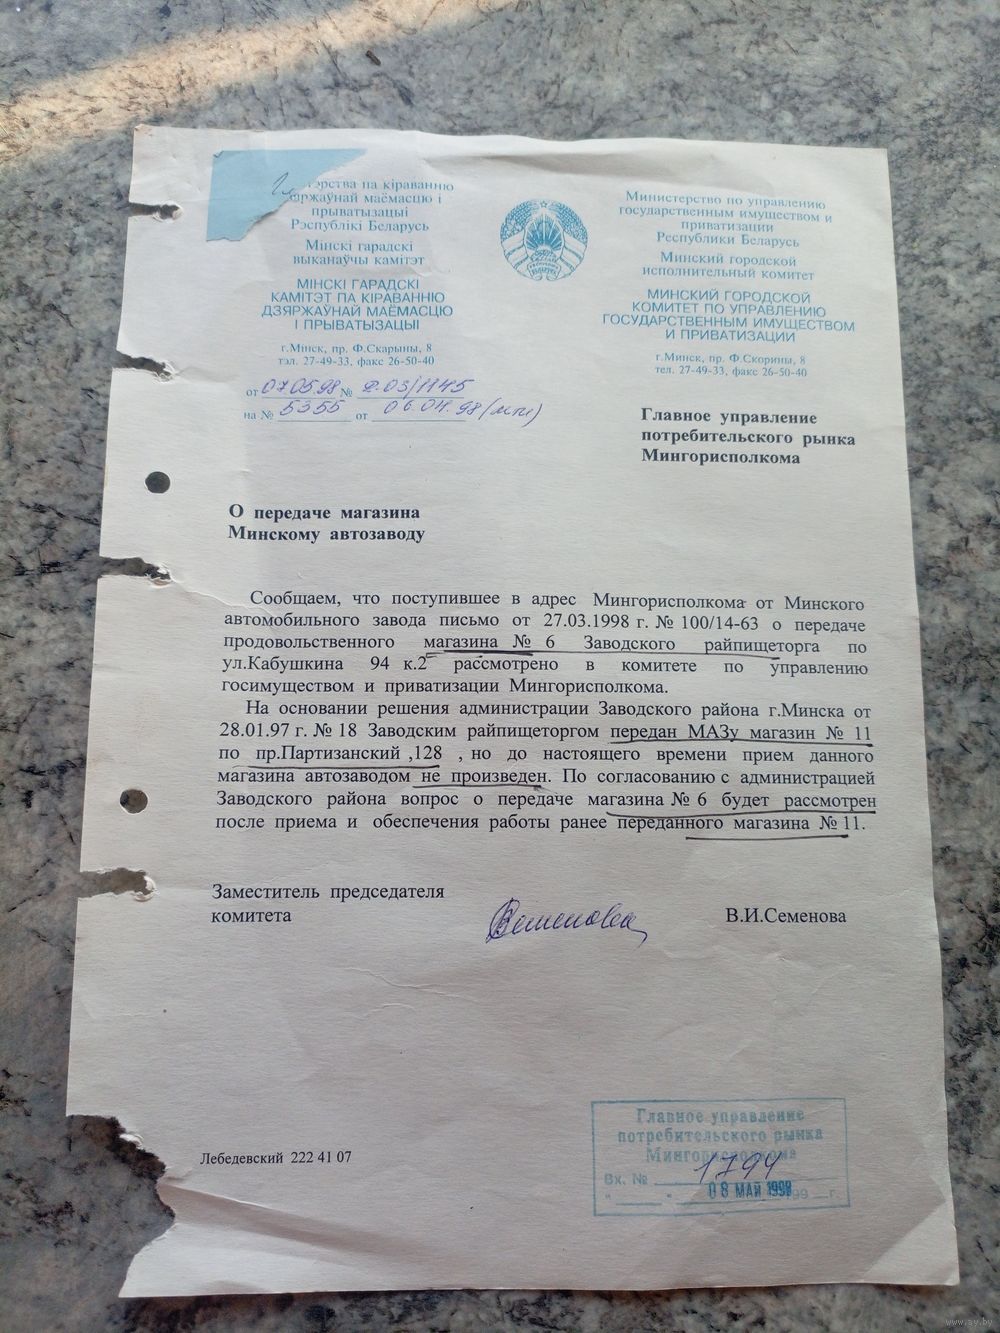 эрства па кіраванню
аржаўнай маёмасцю і
прыватызацыі
Рэспублікі Беларусь
Мінскі гарадскі
выканаўчы камітэт
МІНСКІ ГАРАДСКІ
КАМІТЭТ ПА КІРАВАННЮ
ДЗЯРЖАЎНАЙ МАЁМАСЦЮ
І ПРЫВАТЫЗАЦЫІ
г.Мінск, пр. Ф.Скарыны, 8
тэл. 27-49-33, факс 26-50-40
от 07.05.98 № 2-03/1145
на № 5355 от 06.04.98
Министерство по управлению
государственным имуществом и
приватизации
Республики Беларусь
Минский городской
исполнительный комитет
МИНСКИЙ ГОРОДСКОЙ
КОМИТЕТ ПО УПРАВЛЕНИЮ
ГОСУДАРСТВЕННЫМ ИМУЩЕСТВОМ
И ПРИВАТИЗАЦИИ
г.Минск, пр. Ф.Скорины, 8
тел. 27-49-33, факс 26-50-40
Главное управление
потребительского рынка
Мингорисполкома
О передаче магазина
Минскому автозаводу
Сообщаем, что поступившее в адрес Мингорисполкома от Минского
автомобильного завода письмо от 27.03.1998 г. № 100/14-63 о передаче
продовольственного магазина № 6 Заводского райпищеторга по
ул.Кабушкина 94 к.2 рассмотрено в комитете по управлению
госимуществом и приватизации Мингорисполкома.
На основании решения администрации Заводского района г.Минска от
28.01.97 г. № 18 Заводским райпищеторгом передан МАЗу магазин № 11
по пр.Партизанский ,128 , но до настоящего времени прием данного
магазина автозаводом не произведен. По согласованию с администрацией
Заводского района вопрос о передаче магазина № 6 будет рассмотрен
после приема и обеспечения работы ранее переданного магазина № 11.
Заместитель председателя
комитета
Семенова
В.И.Семенова
Лебедевский 222 41 07
Главное управление
потребительского рынка
Мингорисполкома
Вх. № 1794
08 МАЙ 1998 г.
www.ay.by